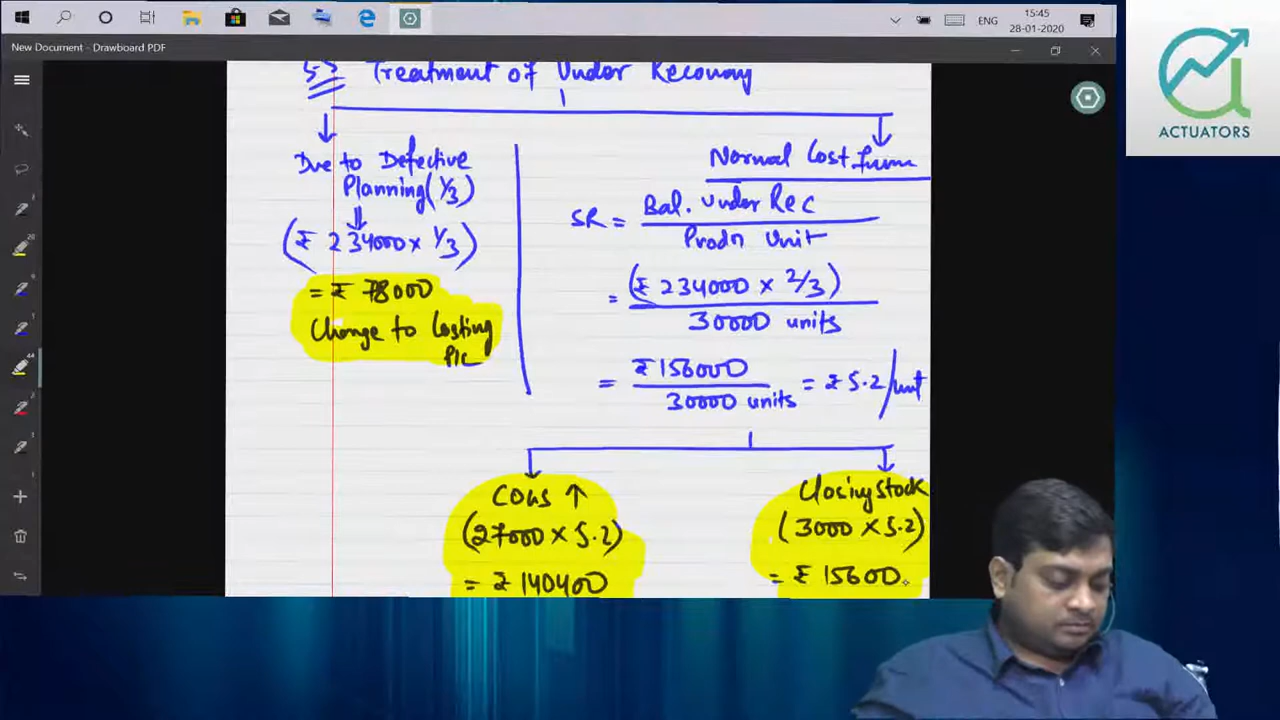 15:45
ENG
28-01-2020
New Document - Drawboard PDF
ACTUATORS
Treatment of Under Recovery
Due to Defective
Planning (1/3)
(₹ 234000 × 1/3)
= ₹ 78000
Charge to Costing
P/L
Normal Cost
SR = Bal. Under Rec
Prodn Unit
= (₹ 234000 × 2/3)
30000 units
= ₹ 156000
30000 units
= ₹ 5.2/unit
COGS ↑
(27000 × 5.2)
= ₹ 140400
Closing stock
(3000 × 5.2)
= ₹ 15600